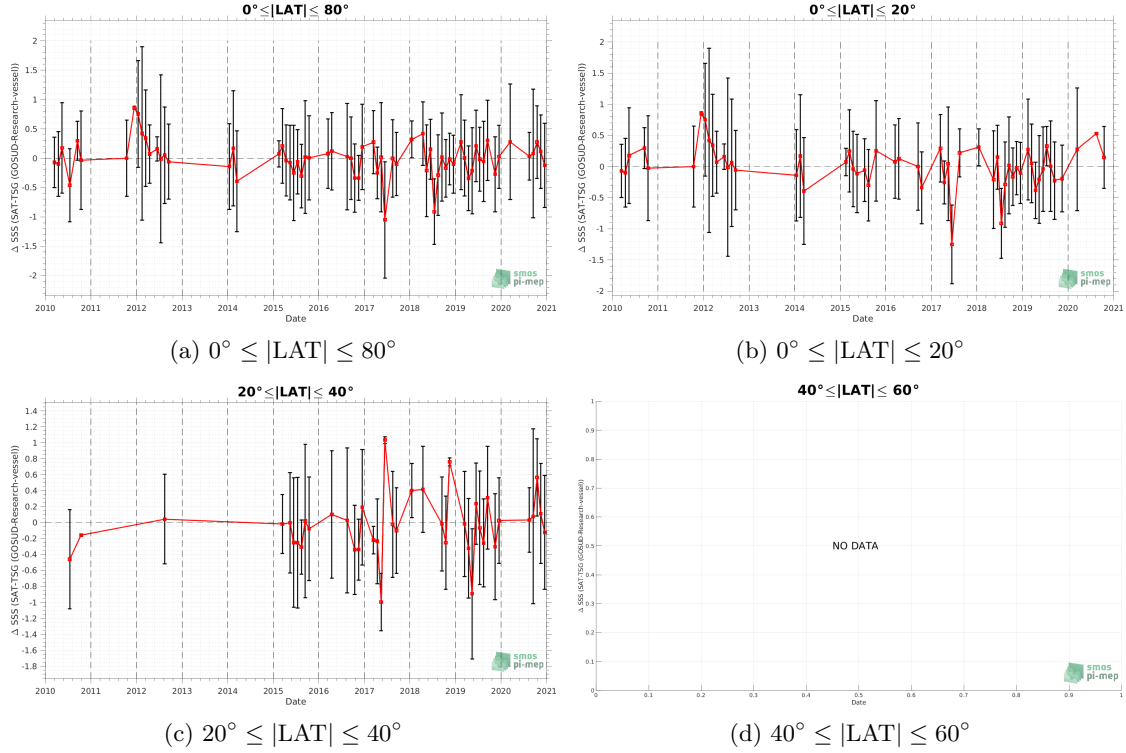 0°≤|LAT|≤ 80°
Δ SSS (SAT-TSG (GOSUD-Research-vessel))
2
1.5
1
0.5
0
-0.5
-1
-1.5
-2
2010 2011 2012 2013 2014 2015 2016 2017 2018 2019 2020 2021
Date
smos
pi-mep
(a) 0° ≤ |LAT| ≤ 80°
0°≤|LAT|≤ 20°
Δ SSS (SAT-TSG (GOSUD-Research-vessel))
2
1.5
1
0.5
0
-0.5
-1
-1.5
-2
2010 2011 2012 2013 2014 2015 2016 2017 2018 2019 2020 2021
Date
smos
pi-mep
(b) 0° ≤ |LAT| ≤ 20°
20°≤|LAT|≤ 40°
Δ SSS (SAT-TSG (GOSUD-Research-vessel))
1.4
1.2
1
0.8
0.6
0.4
0.2
0
-0.2
-0.4
-0.6
-0.8
-1
-1.2
-1.4
-1.6
-1.8
2010 2011 2012 2013 2014 2015 2016 2017 2018 2019 2020 2021
Date
smos
pi-mep
(c) 20° ≤ |LAT| ≤ 40°
40°≤|LAT|≤ 60°
Δ SSS (SAT-TSG (GOSUD-Research-vessel))
1
0.9
0.8
0.7
0.6
0.5
0.4
0.3
0.2
0.1
0
NO DATA
0 0.1 0.2 0.3 0.4 0.5 0.6 0.7 0.8 0.9 1
Date
smos
pi-mep
(d) 40° ≤ |LAT| ≤ 60°